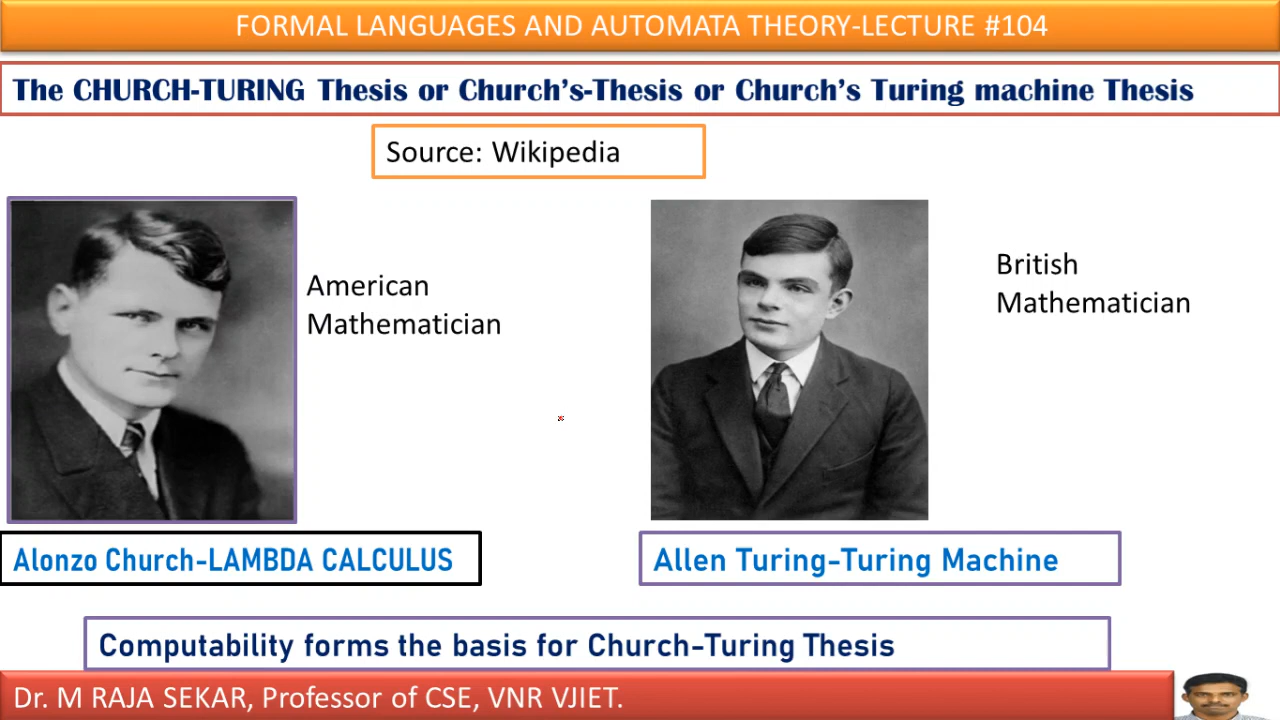 FORMAL LANGUAGES AND AUTOMATA THEORY-LECTURE #104
The CHURCH-TURING Thesis or Church’s-Thesis or Church’s Turing machine Thesis
Source: Wikipedia
American
Mathematician
British
Mathematician
Alonzo Church-LAMBDA CALCULUS
Allen Turing-Turing Machine
Computability forms the basis for Church-Turing Thesis
Dr. M RAJA SEKAR, Professor of CSE, VNR VJIET.